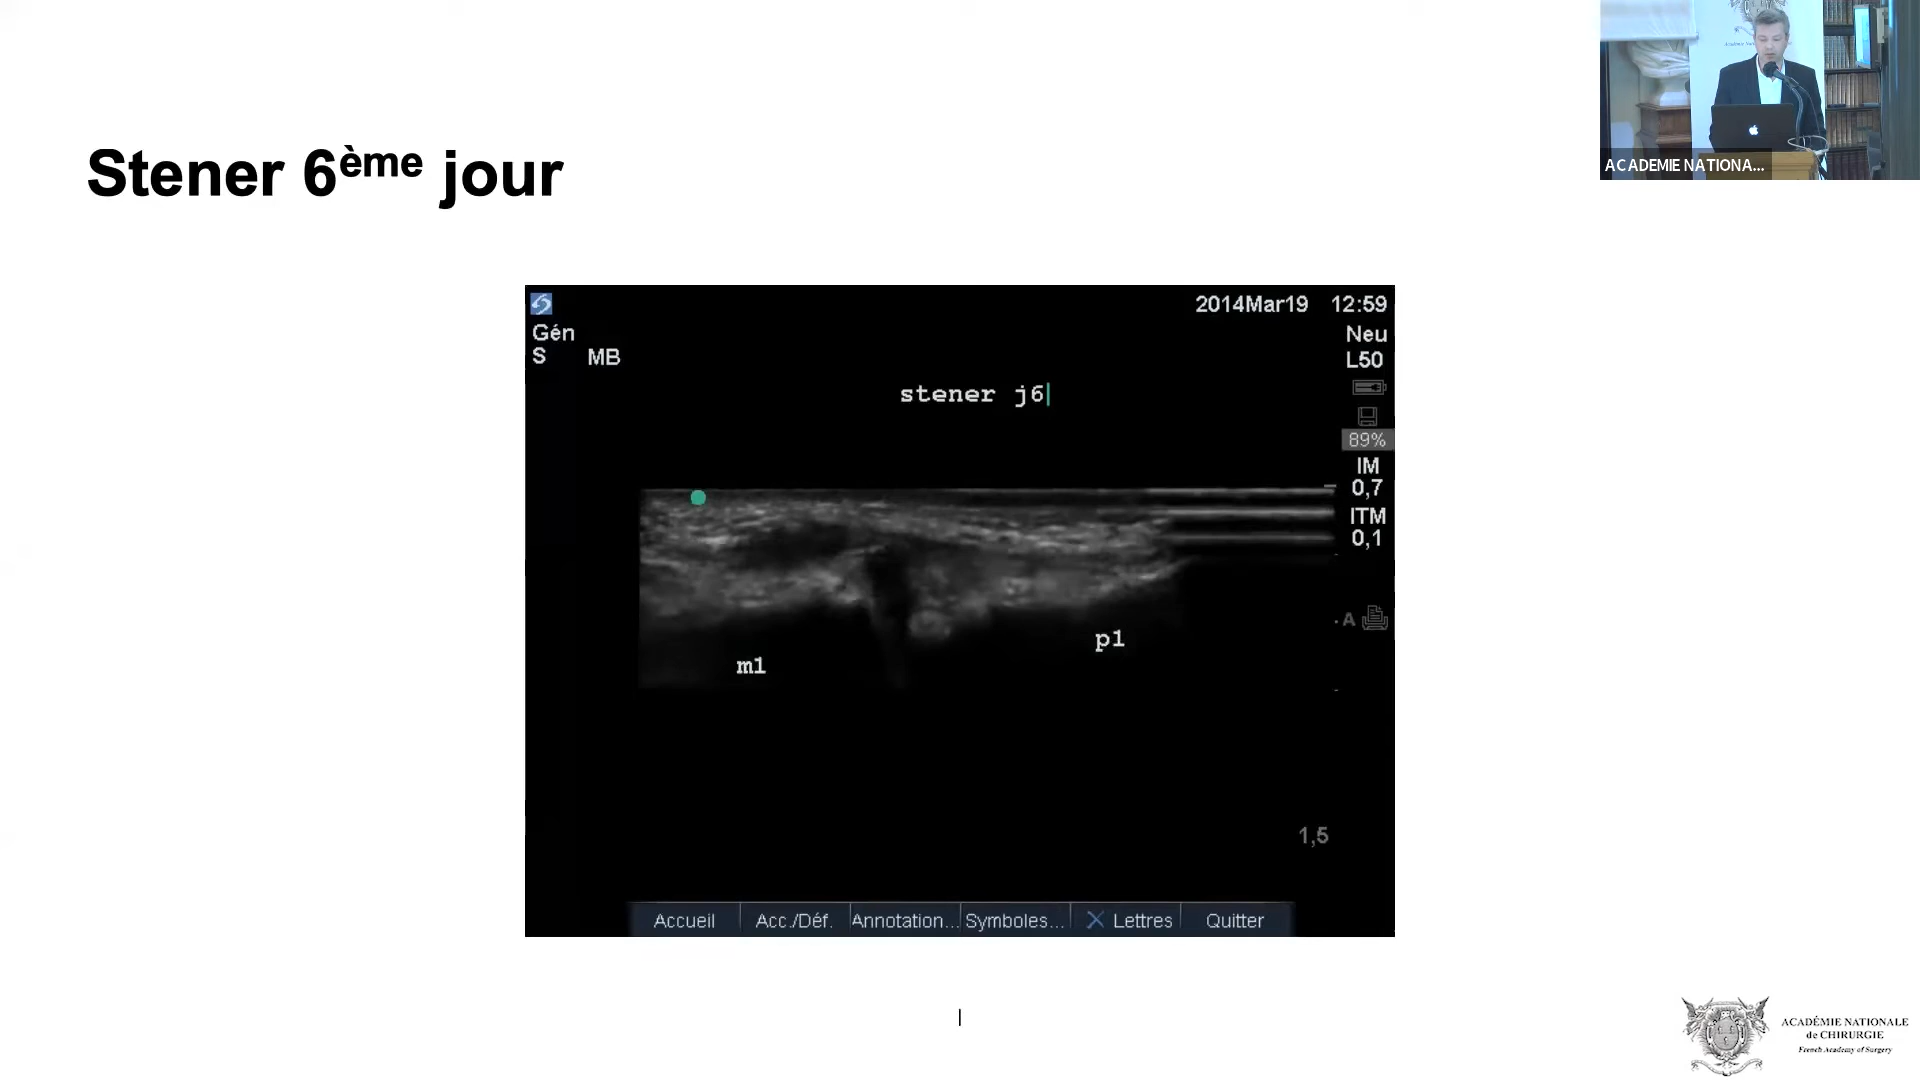 ACADEMIE NATIONA...
Stener 6ème jour
2014Mar19 12:59
Gén
S MB
Neu
L50
stener j6
89%
IM
0,7
ITM
0,1
A
p1
m1
1,5
Accueil Acc./Déf. Annotation... Symboles... X Lettres Quitter
ACADÉMIE NATIONALE
de CHIRURGIE
French Academy of Surgery